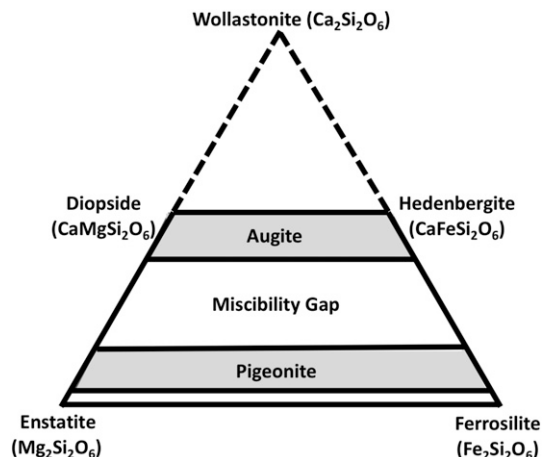 Wollastonite (Ca₂Si₂O₆)
Diopside
(CaMgSi₂O₆)
Hedenbergite
(CaFeSi₂O₆)
Augite
Miscibility Gap
Pigeonite
Enstatite
(Mg₂Si₂O₆)
Ferrosilite
(Fe₂Si₂O₆)